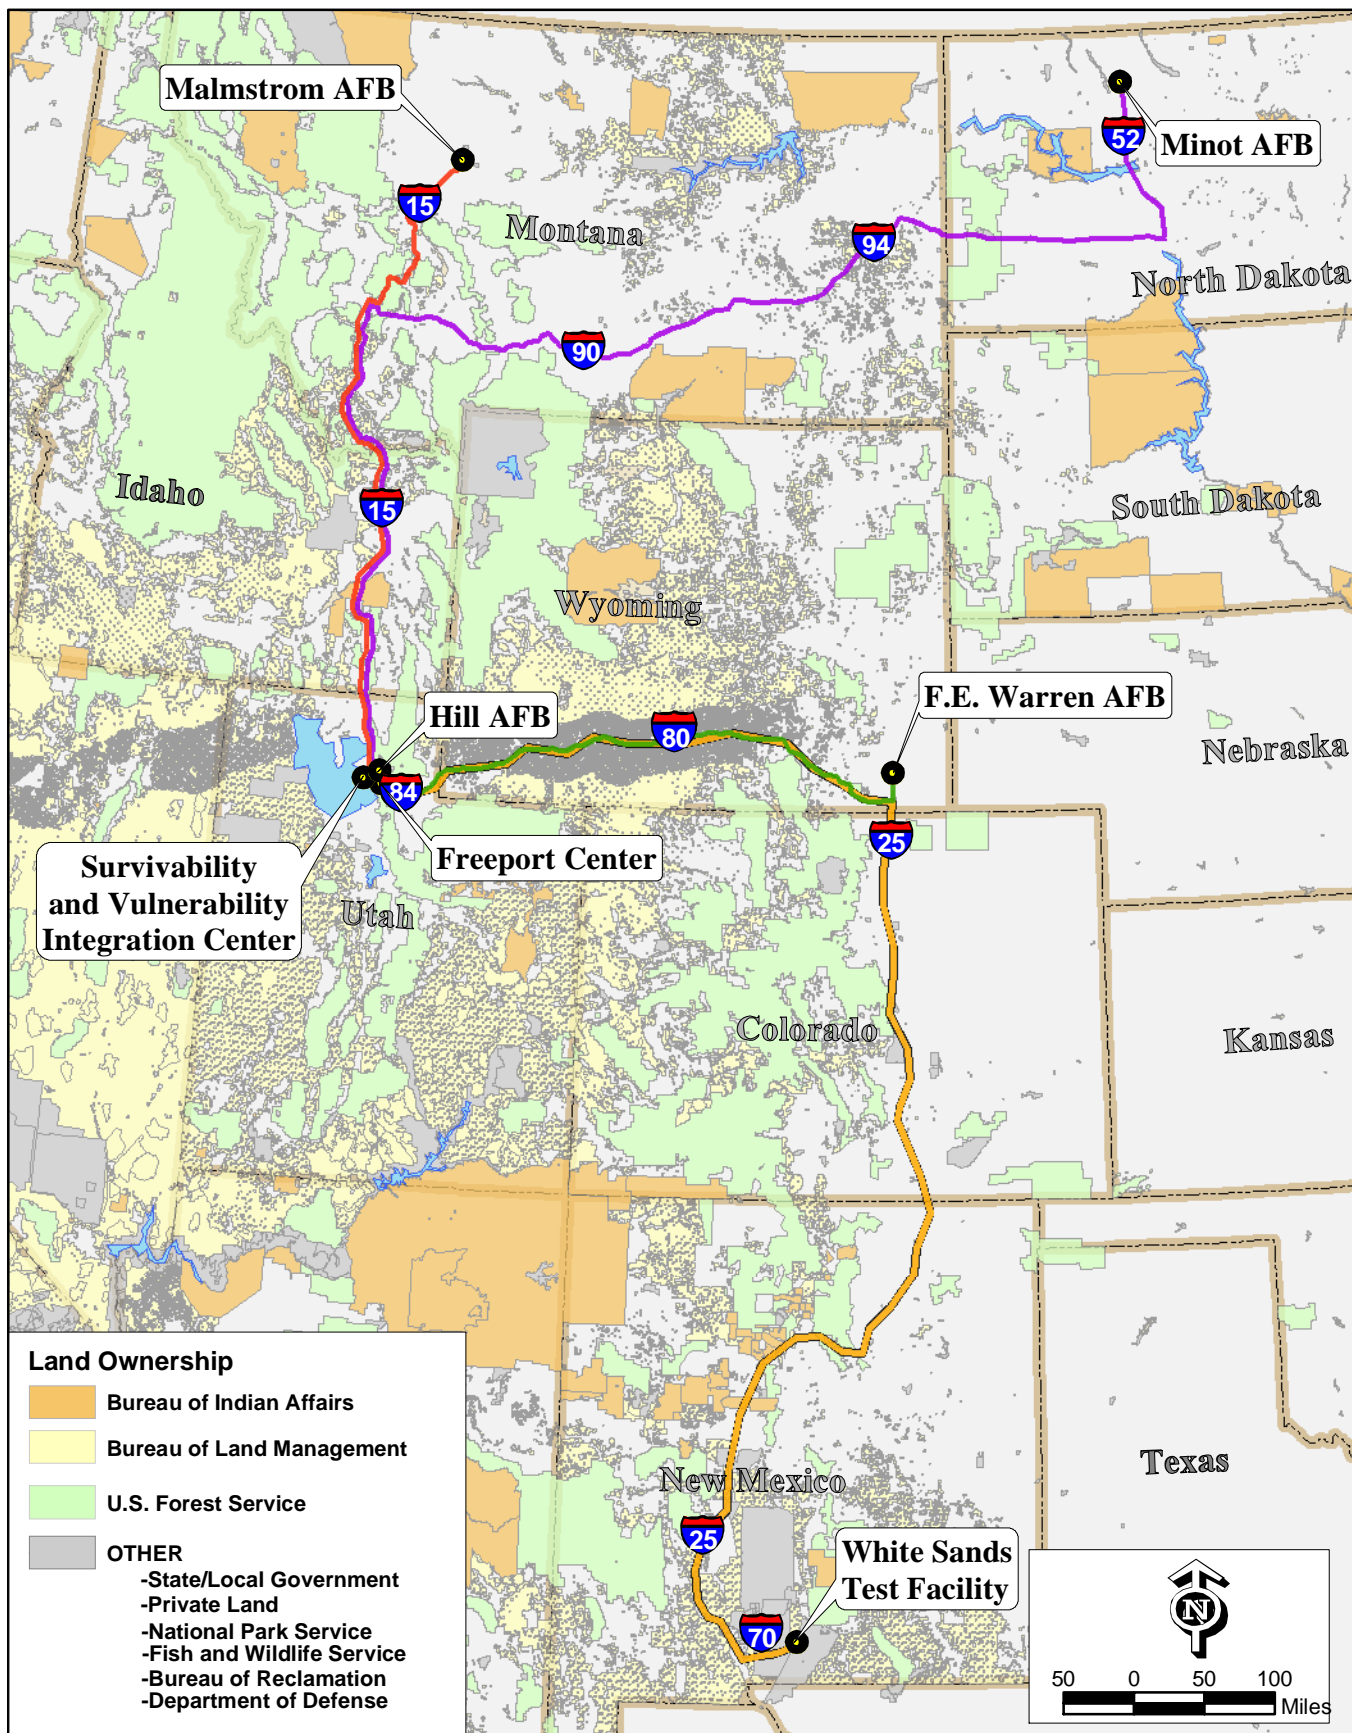 Malmstrom AFB
52
Minot AFB
15
Montana
94
North Dakota
90
Idaho
15
South Dakota
Wyoming
Hill AFB
F.E. Warren AFB
80
Nebraska
84
25
Survivability
and Vulnerability
Integration Center
Freeport Center
Utah
Colorado
Kansas
Land Ownership
Bureau of Indian Affairs
Bureau of Land Management
U.S. Forest Service
OTHER
-State/Local Government
-Private Land
-National Park Service
-Fish and Wildlife Service
-Bureau of Reclamation
-Department of Defense
New Mexico
Texas
25
White Sands
Test Facility
70
N
50 0 50 100
Miles